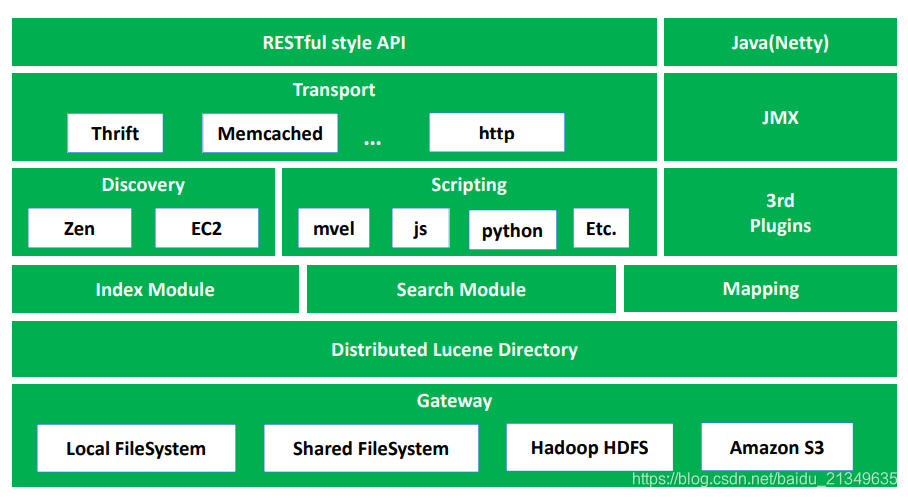 RESTful style API
Java(Netty)
Transport
Thrift
Memcached
...
http
JMX
Discovery
Zen
EC2
Scripting
mvel
js
python
Etc.
3rd
Plugins
Index Module
Search Module
Mapping
Distributed Lucene Directory
Gateway
Local FileSystem
Shared FileSystem
Hadoop HDFS
Amazon S3
https://blog.csdn.net/baidu_21349635